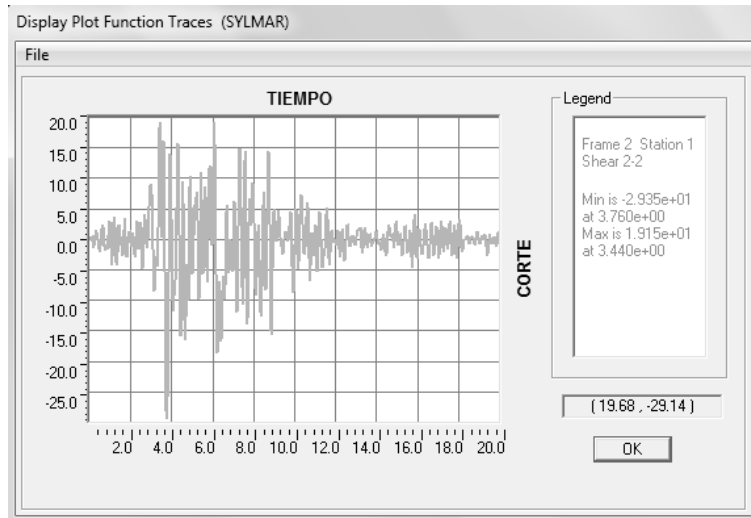 Display Plot Function Traces (SYLMAR)
File
TIEMPO
20.0
15.0
10.0
5.0
0.0
-5.0
-10.0
-15.0
-20.0
-25.0
2.0 4.0 6.0 8.0 10.0 12.0 14.0 16.0 18.0 20.0
CORTE
Legend
Frame 2 Station 1
Shear 2-2
Min is -2.935e+01
at 3.760e+00
Max is 1.915e+01
at 3.440e+00
( 19.68 , -29.14 )
OK